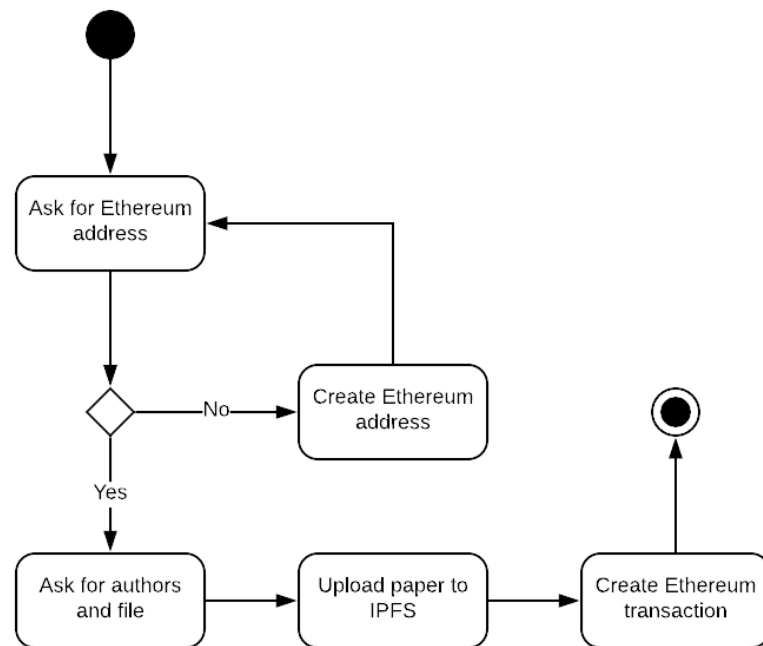 Ask for Ethereum
address
No
Create Ethereum
address
Yes
Ask for authors
and file
Upload paper to
IPFS
Create Ethereum
transaction